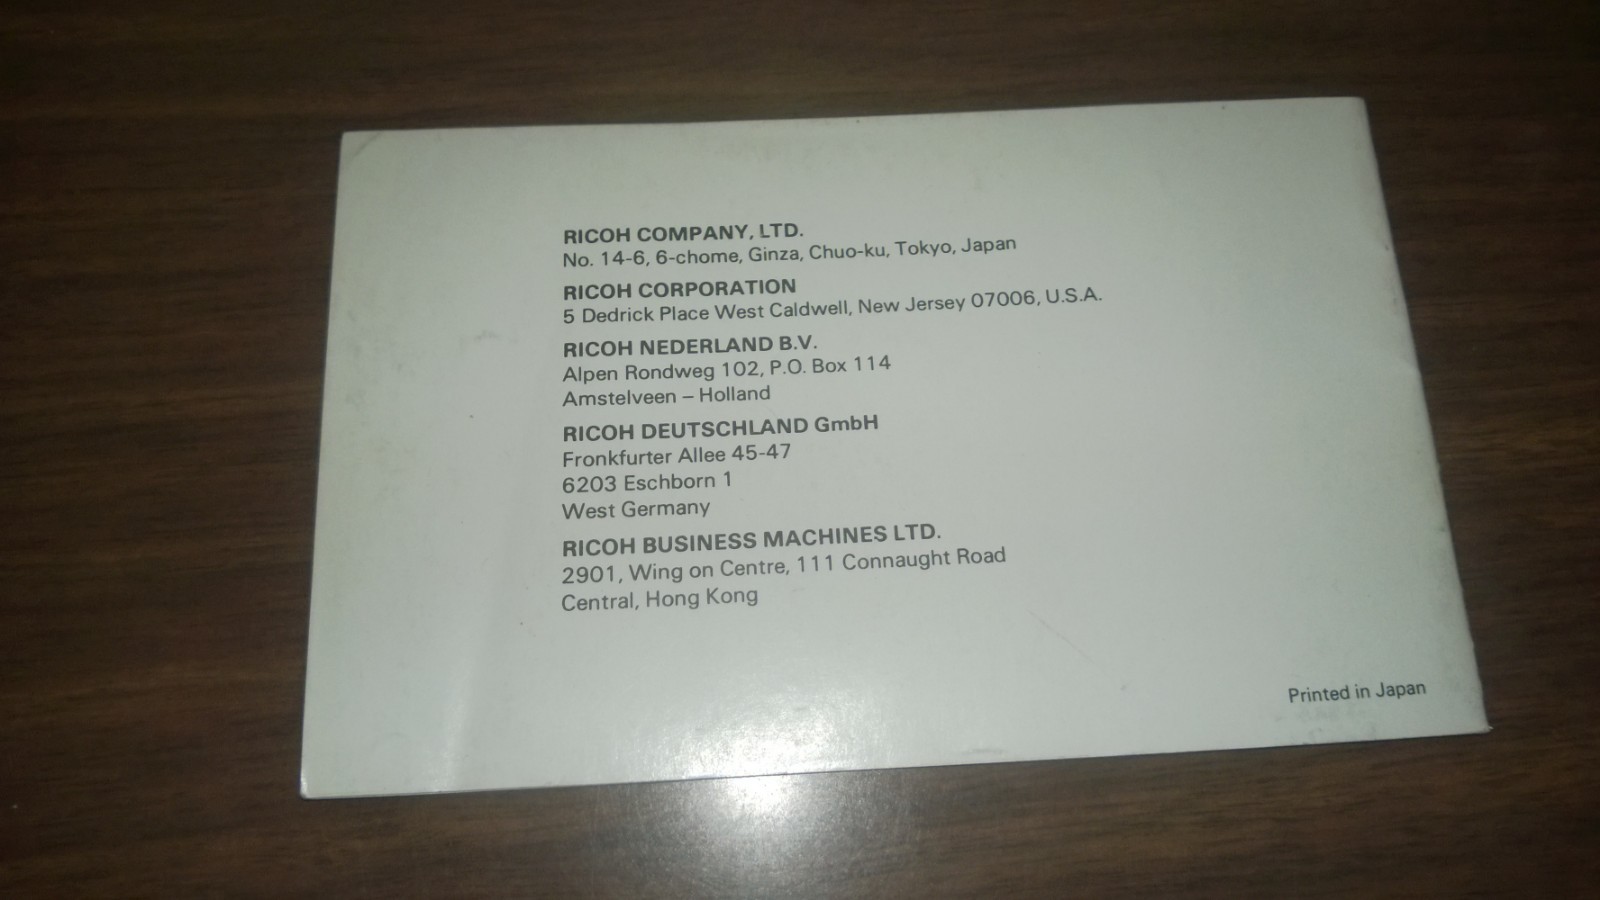 RICOH COMPANY, LTD.
No. 14-6, 6-chome, Ginza, Chuo-ku, Tokyo, Japan
RICOH CORPORATION
5 Dedrick Place West Caldwell, New Jersey 07006, U.S.A.
RICOH NEDERLAND B.V.
Alpen Rondweg 102, P.O. Box 114
Amstelveen – Holland
RICOH DEUTSCHLAND GmbH
Fronkfurter Allee 45-47
6203 Eschborn 1
West Germany
RICOH BUSINESS MACHINES LTD.
2901, Wing on Centre, 111 Connaught Road
Central, Hong Kong
Printed in Japan